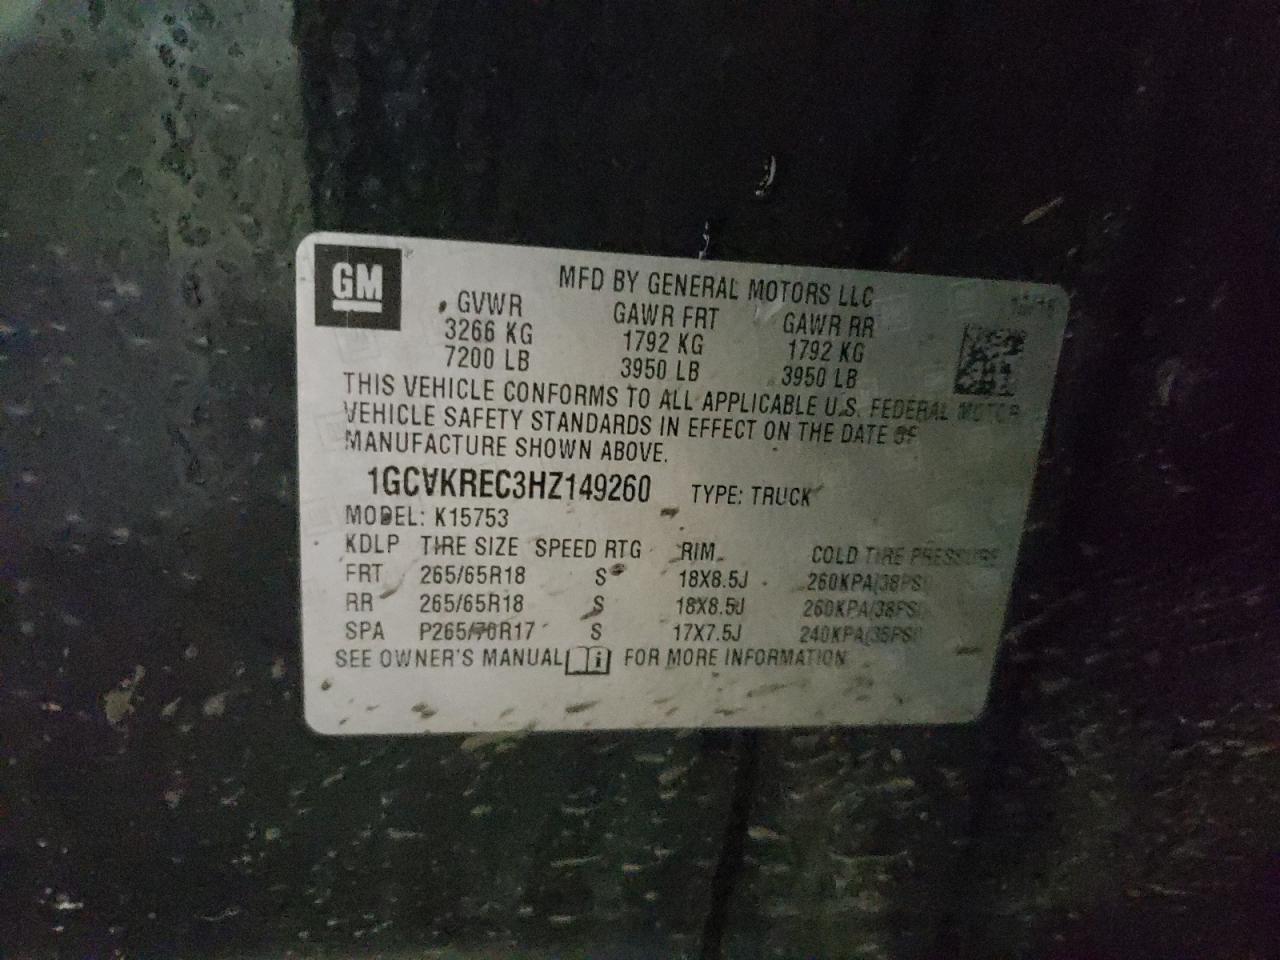 GM
MFD BY GENERAL MOTORS LLC
GVWR GAWR FRT GAWR RR
3266 KG 1792 KG 1792 KG
7200 LB 3950 LB 3950 LB
THIS VEHICLE CONFORMS TO ALL APPLICABLE U.S. FEDERAL MOTOR
VEHICLE SAFETY STANDARDS IN EFFECT ON THE DATE OF
MANUFACTURE SHOWN ABOVE.
1GCVKREC3HZ149260 TYPE: TRUCK
MODEL: K15753
KDLP TIRE SIZE SPEED RTG RIM COLD TIRE PRESSURE
FRT 265/65R18 S 18X8.5J 260KPA(38PSI)
RR 265/65R18 S 18X8.5J 260KPA(38PSI)
SPA P265/70R17 S 17X7.5J 240KPA(35PSI)
SEE OWNER'S MANUAL FOR MORE INFORMATION